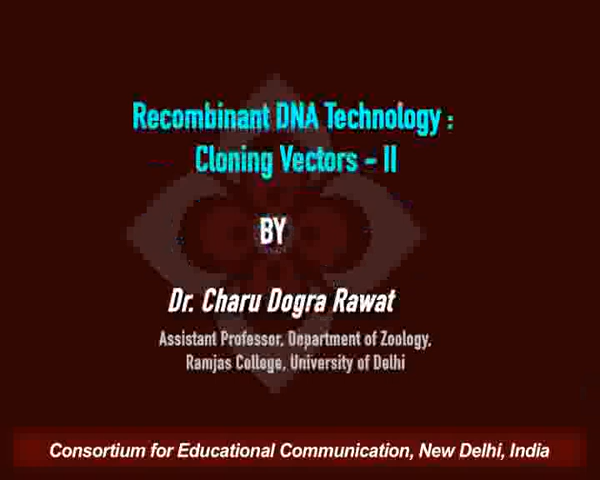 Recombinant DNA Technology :
Cloning Vectors - II
BY
Dr. Charu Dogra Rawat
Assistant Professor, Department of Zoology,
Ramjas College, University of Delhi
Consortium for Educational Communication, New Delhi, India